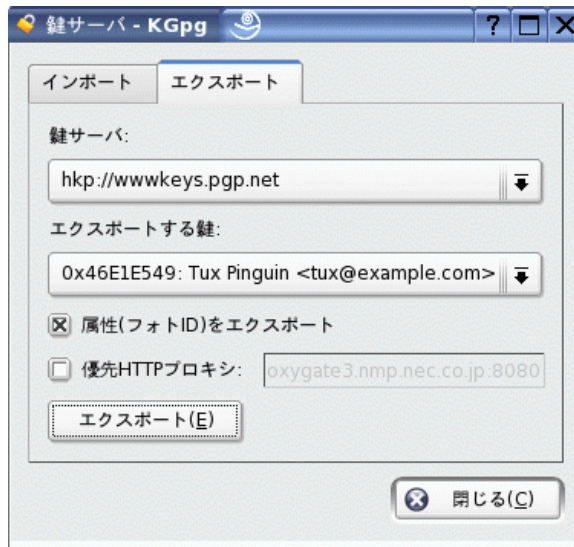 鍵サーバ - KGpg
インポート エクスポート
鍵サーバ:
hkp://wwwkeys.pgp.net
エクスポートする鍵:
0x46E1E549: Tux Pinguin <tux@example.com>
属性(フォトID)をエクスポート
優先HTTPプロキシ: oxygate3.nmp.nec.co.jp:8080
エクスポート(E)
閉じる(C)